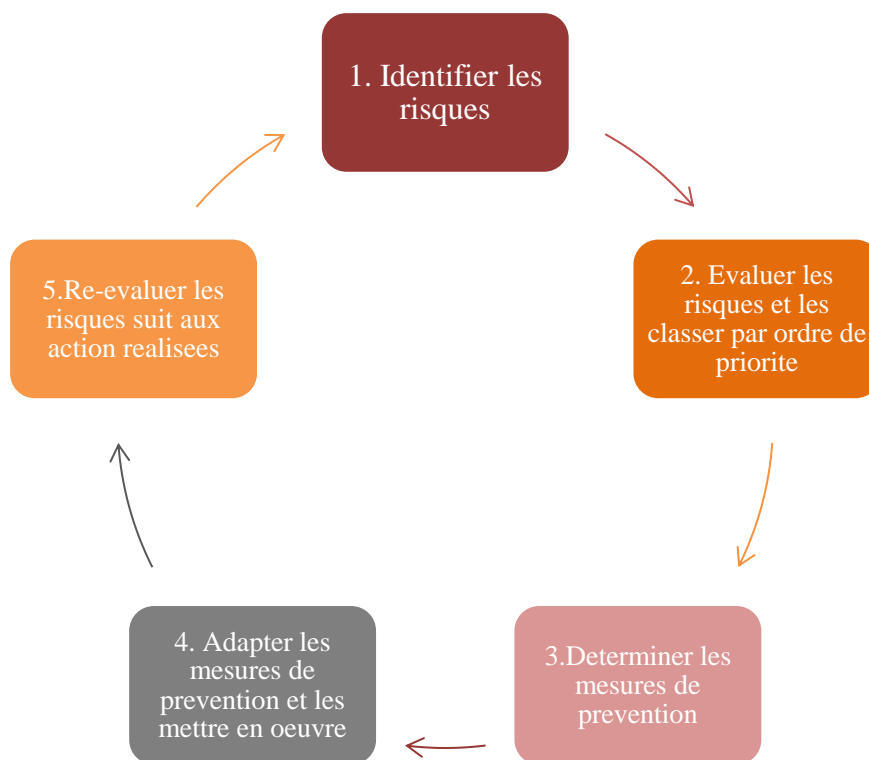 1. Identifier les
risques
2. Evaluer les
risques et les
classer par ordre de
priorite
3.Determiner les
mesures de
prevention
4. Adapter les
mesures de
prevention et les
mettre en oeuvre
5.Re-evaluer les
risques suit aux
action realisees